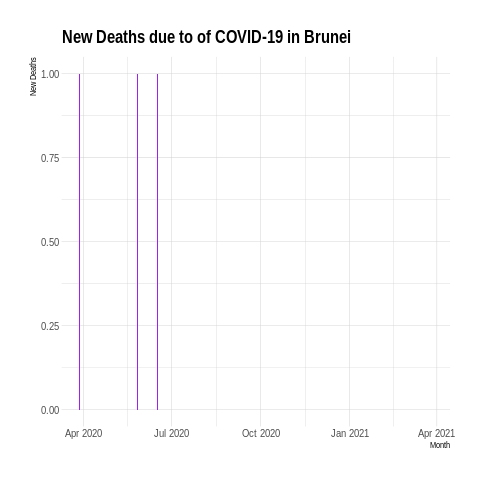 New Deaths due to of COVID-19 in Brunei
New Deaths
1.00
0.75
0.50
0.25
0.00
Apr 2020 Jul 2020 Oct 2020 Jan 2021 Apr 2021
Month